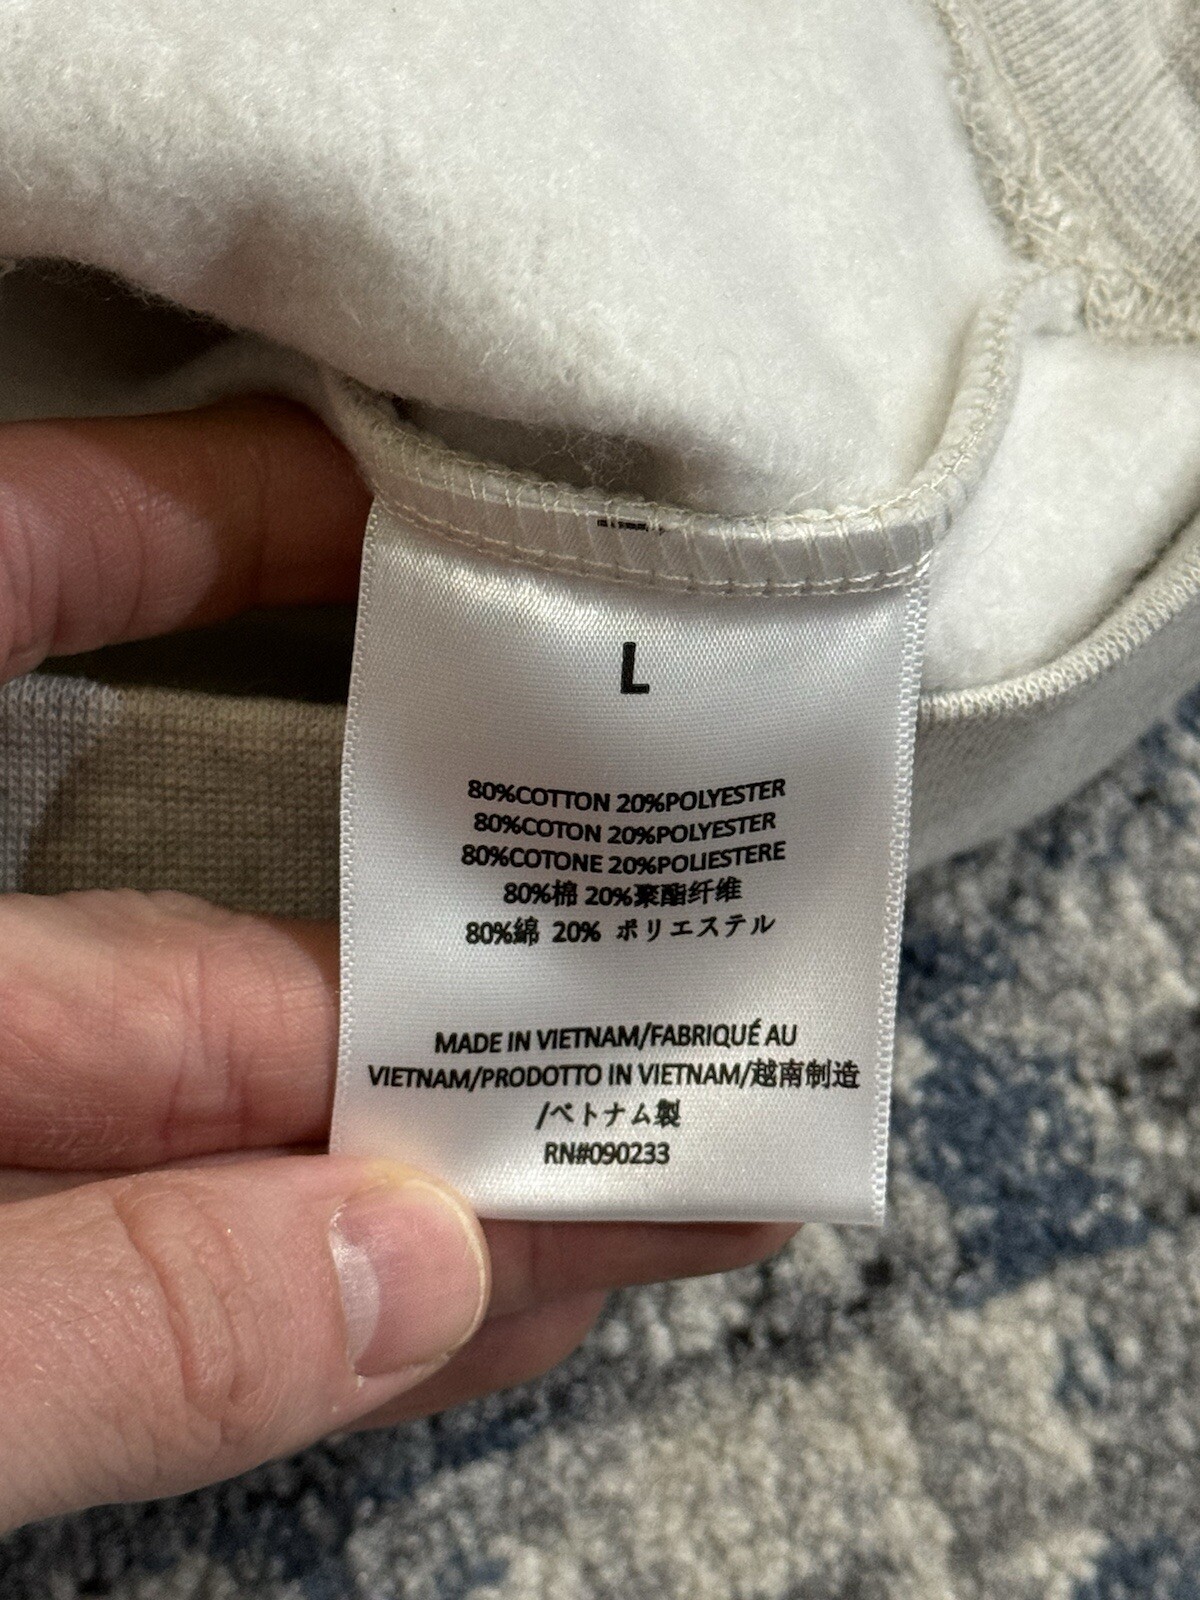 L
80%COTTON 20%POLYESTER
80%COTON 20%POLYESTER
80%COTONE 20%POLIESTERE
80%棉 20%聚酯纤维
80%綿 20% ポリエステル
MADE IN VIETNAM/FABRIQUÉ AU
VIETNAM/PRODOTTO IN VIETNAM/越南制造
/ベトナム製
RN#090233